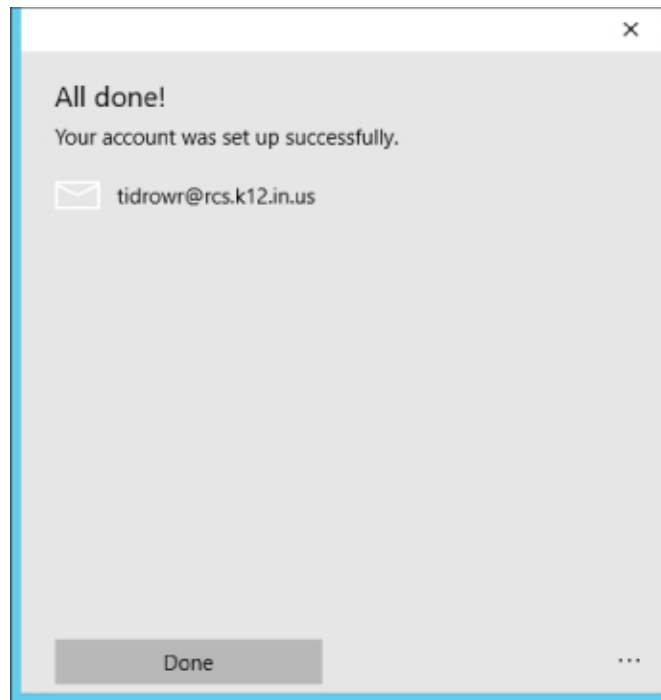 All done!
Your account was set up successfully.
tidrowr@rcs.k12.in.us
Done
...